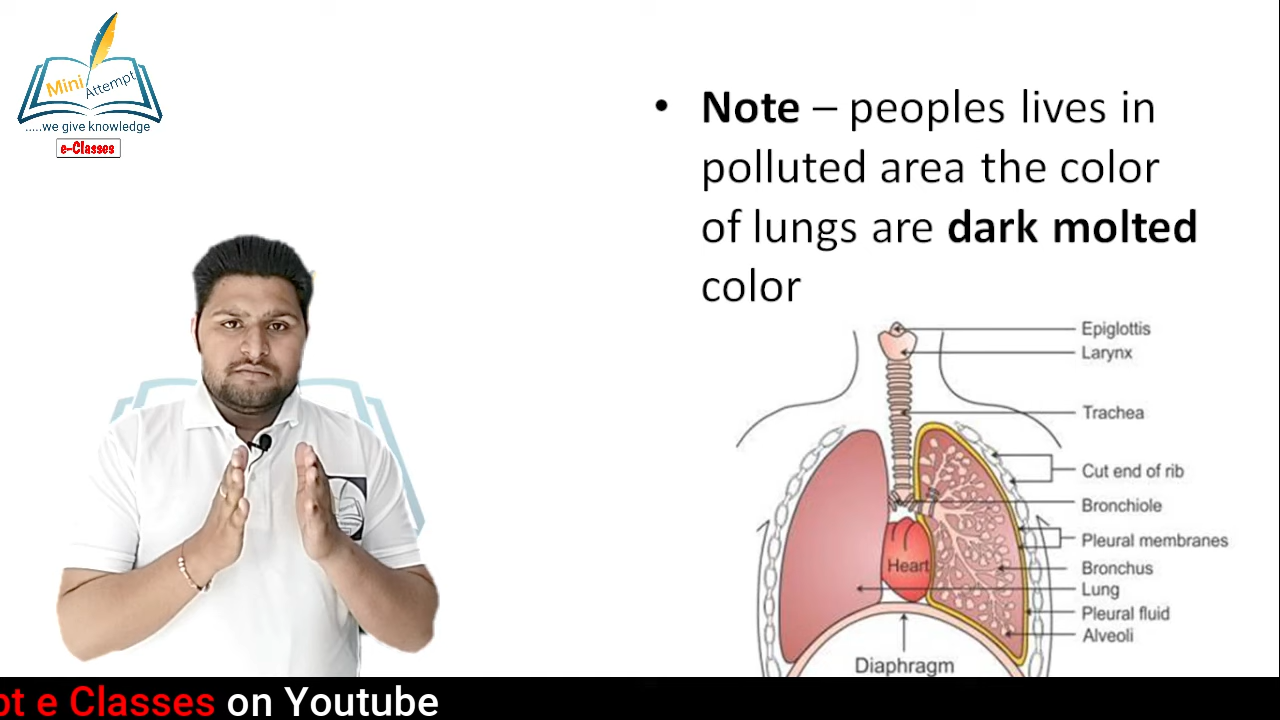 Mini Attempt
.....we give knowledge
e-Classes
• Note – peoples lives in
polluted area the color
of lungs are dark molted
color
Epiglottis
Larynx
Trachea
Cut end of rib
Bronchiole
Pleural membranes
Bronchus
Heart
Lung
Pleural fluid
Alveoli
Diaphragm
pt e Classes on Youtube